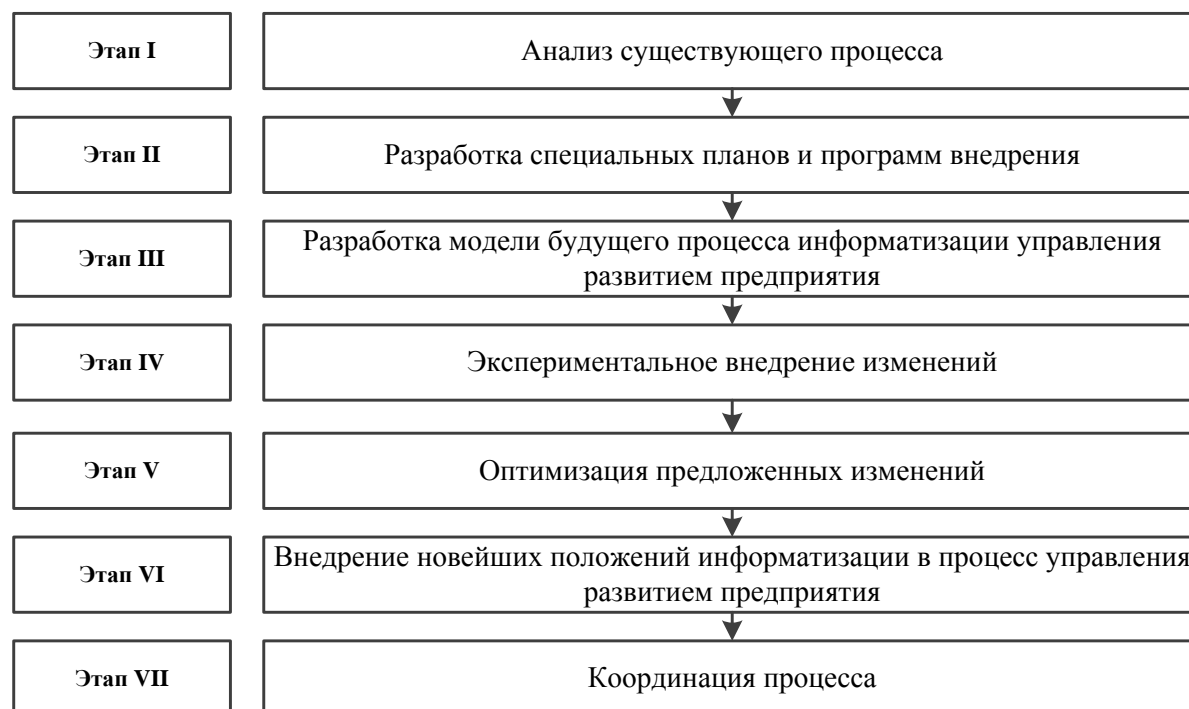 Этап I
Анализ существующего процесса
Этап II
Разработка специальных планов и программ внедрения
Этап III
Разработка модели будущего процесса информатизации управления
развитием предприятия
Этап IV
Экспериментальное внедрение изменений
Этап V
Оптимизация предложенных изменений
Этап VI
Внедрение новейших положений информатизации в процесс управления
развитием предприятия
Этап VII
Координация процесса